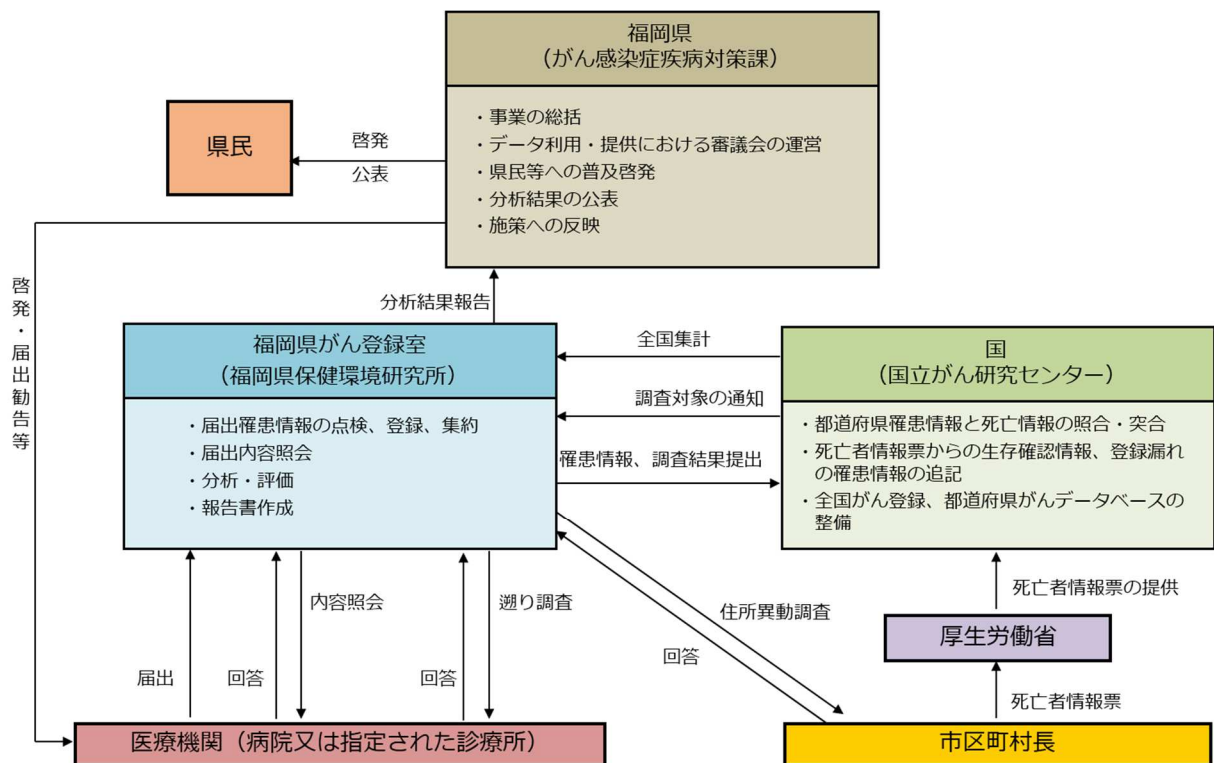 福岡県
（がん感染症疾病対策課）
・事業の総括
・データ利用・提供における審議会の運営
・県民等への普及啓発
・分析結果の公表
・施策への反映
県民
啓発
公表
啓発・届出勧告等
分析結果報告
福岡県がん登録室
（福岡県保健環境研究所）
・届出罹患情報の点検、登録、集約
・届出内容照会
・分析・評価
・報告書作成
全国集計
調査対象の通知
罹患情報、調査結果提出
国
（国立がん研究センター）
・都道府県罹患情報と死亡情報の照合・突合
・死亡者情報票からの生存確認情報、登録漏れ
の罹患情報の追記
・全国がん登録、都道府県がんデータベースの
整備
届出
回答
内容照会
回答
遡り調査
住所異動調査
回答
死亡者情報票の提供
厚生労働省
死亡者情報票
医療機関（病院又は指定された診療所）
市区町村長